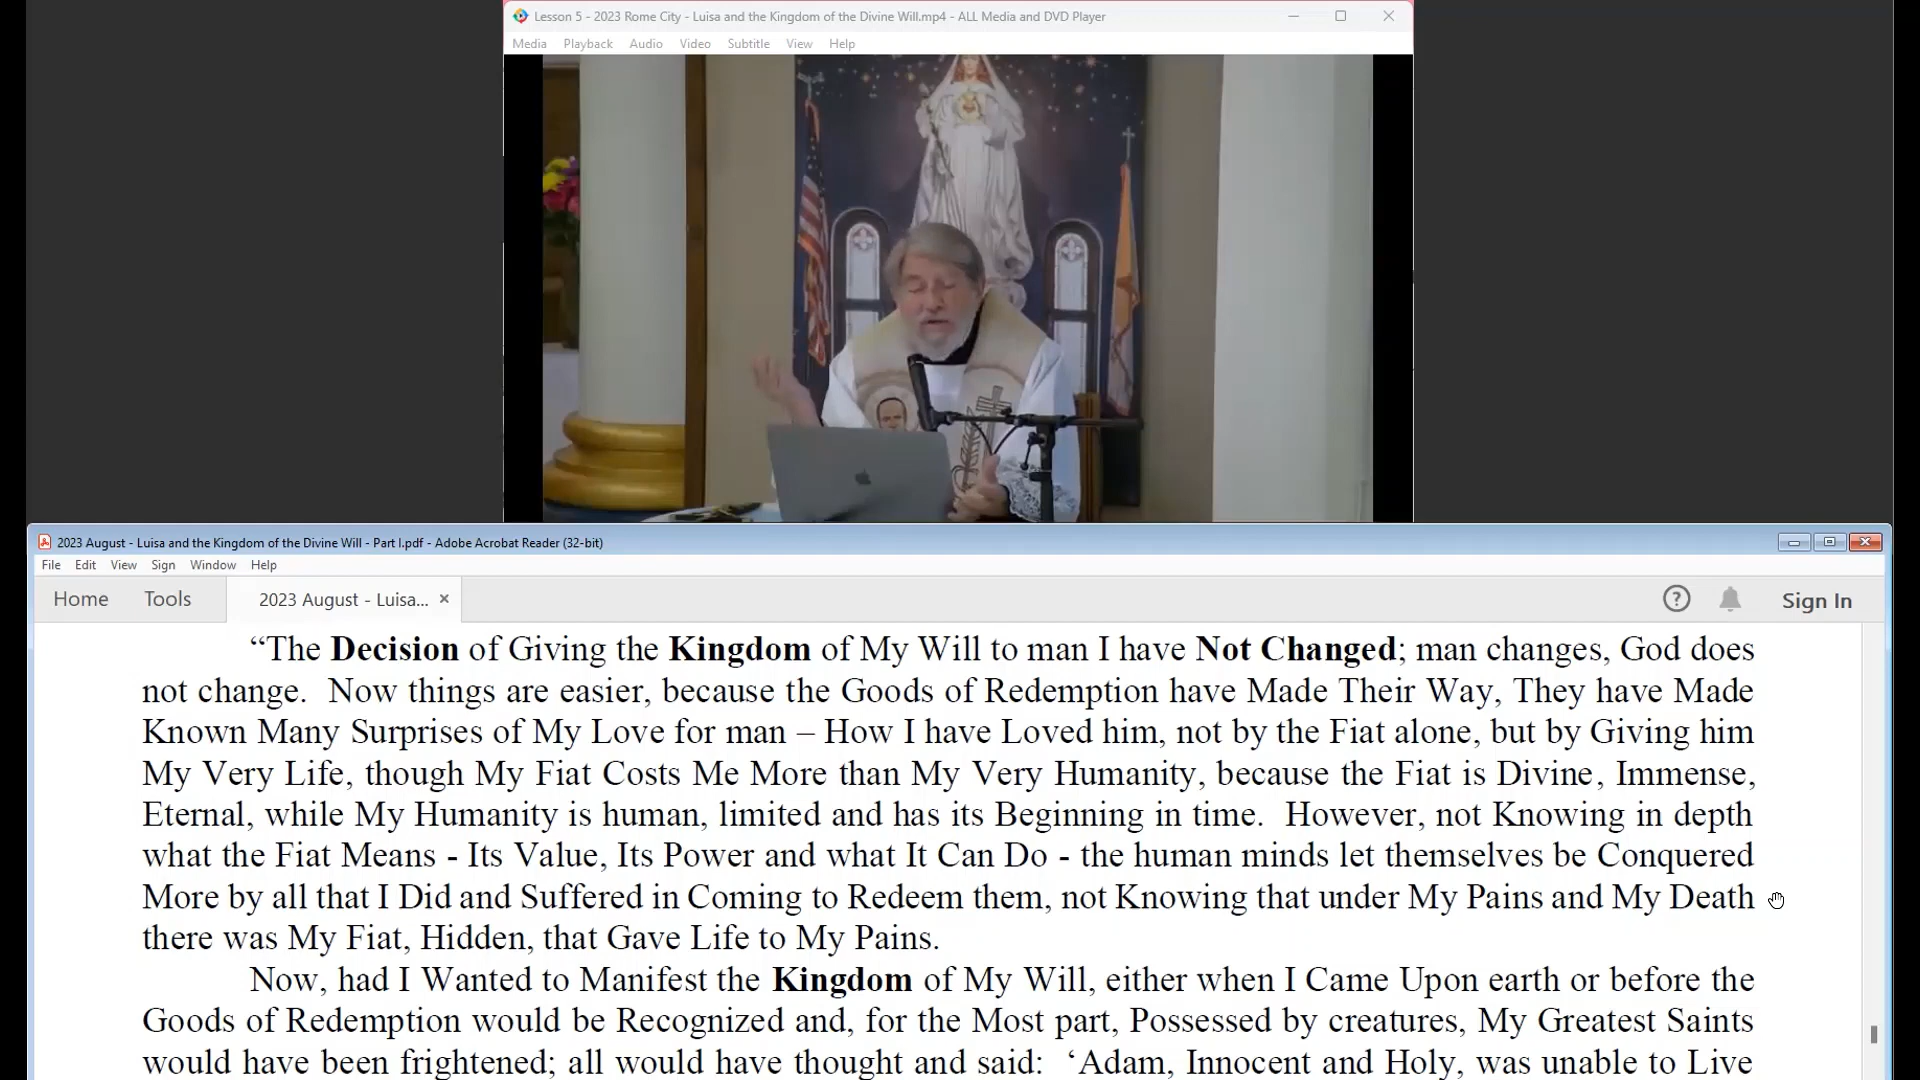 Lesson 5 - 2023 Rome City - Luisa and the Kingdom of the Divine Will.mp4 - ALL Media and DVD Player
Media Playback Audio Video Subtitle View Help
2023 August - Luisa and the Kingdom of the Divine Will - Part I.pdf - Adobe Acrobat Reader (32-bit)
File Edit View Sign Window Help
Home Tools 2023 August - Luisa... × ? Sign In
“The Decision of Giving the Kingdom of My Will to man I have Not Changed; man changes, God does
not change. Now things are easier, because the Goods of Redemption have Made Their Way, They have Made
Known Many Surprises of My Love for man – How I have Loved him, not by the Fiat alone, but by Giving him
My Very Life, though My Fiat Costs Me More than My Very Humanity, because the Fiat is Divine, Immense,
Eternal, while My Humanity is human, limited and has its Beginning in time. However, not Knowing in depth
what the Fiat Means - Its Value, Its Power and what It Can Do - the human minds let themselves be Conquered
More by all that I Did and Suffered in Coming to Redeem them, not Knowing that under My Pains and My Death
there was My Fiat, Hidden, that Gave Life to My Pains.
Now, had I Wanted to Manifest the Kingdom of My Will, either when I Came Upon earth or before the
Goods of Redemption would be Recognized and, for the Most part, Possessed by creatures, My Greatest Saints
would have been frightened; all would have thought and said: ‘Adam, Innocent and Holy, was unable to Live